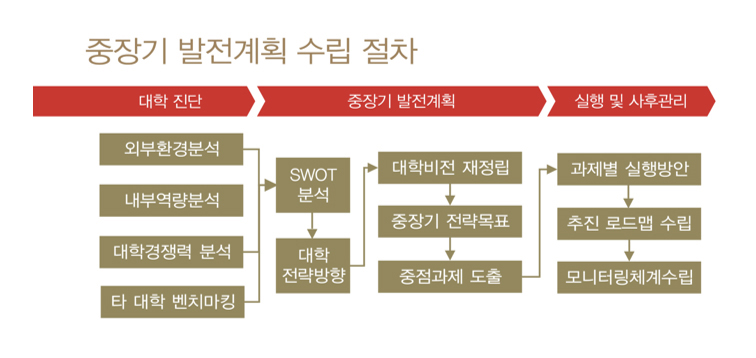 중장기 발전계획 수립 절차
대학 진단
중장기 발전계획
실행 및 사후관리
외부환경분석
내부역량분석
대학경쟁력 분석
타 대학 벤치마킹
SWOT
분석
대학
전략방향
대학비전 재정립
중장기 전략목표
중점과제 도출
과제별 실행방안
추진 로드맵 수립
모니터링체계수립